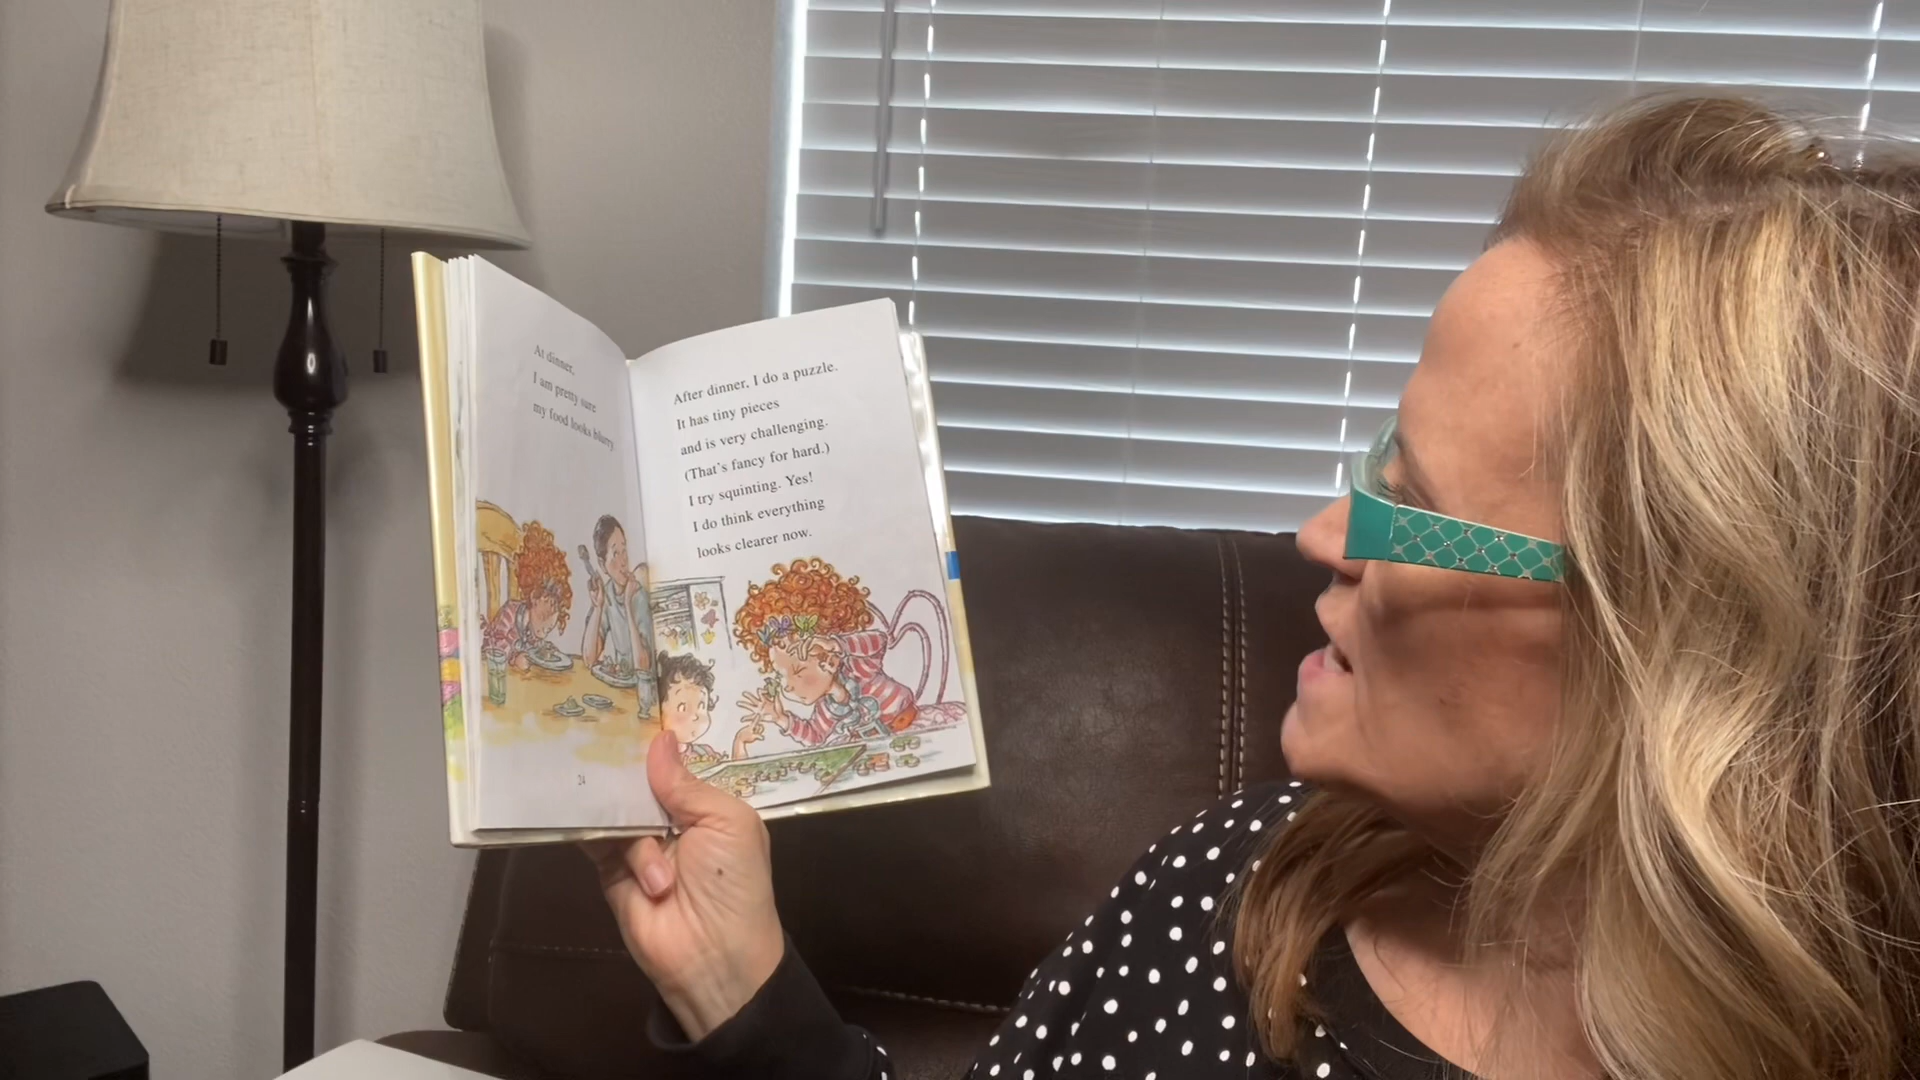 At dinner,
I am pretty sure
my food looks blurry.
24
After dinner, I do a puzzle.
It has tiny pieces
and is very challenging.
(That's fancy for hard.)
I try squinting. Yes!
I do think everything
looks clearer now.